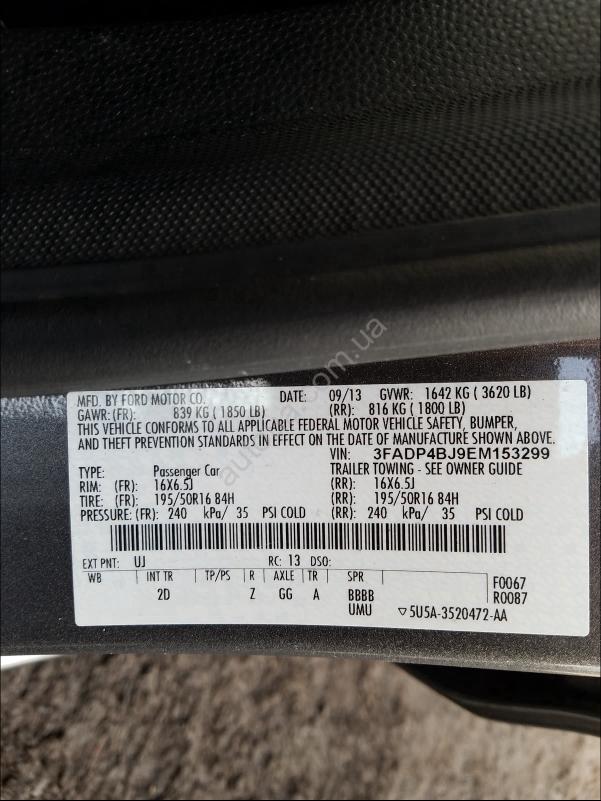 MFD. BY FORD MOTOR CO. DATE: 09/13 GVWR: 1642 KG ( 3620 LB)
GAWR: (FR): 839 KG ( 1850 LB) (RR): 816 KG ( 1800 LB)
THIS VEHICLE CONFORMS TO ALL APPLICABLE FEDERAL MOTOR VEHICLE SAFETY, BUMPER,
AND THEFT PREVENTION STANDARDS IN EFFECT ON THE DATE OF MANUFACTURE SHOWN ABOVE.
VIN: 3FADP4BJ9EM153299
TYPE: Passenger Car TRAILER TOWING - SEE OWNER GUIDE
RIM: (FR) 16X6.5J (RR): 16X6.5J
TIRE: (FR): 195/50R16 84H (RR): 195/50R16 84H
PRESSURE: (FR): 240 kPa/ 35 PSI COLD (RR): 240 kPa/ 35 PSI COLD
EXT PNT: UJ RC: 13 DSO:
WB INT TR TP/PS R AXLE TR SPR F0067
2D Z GG A BBBB R0087
UMU ▽5U5A-3520472-AA